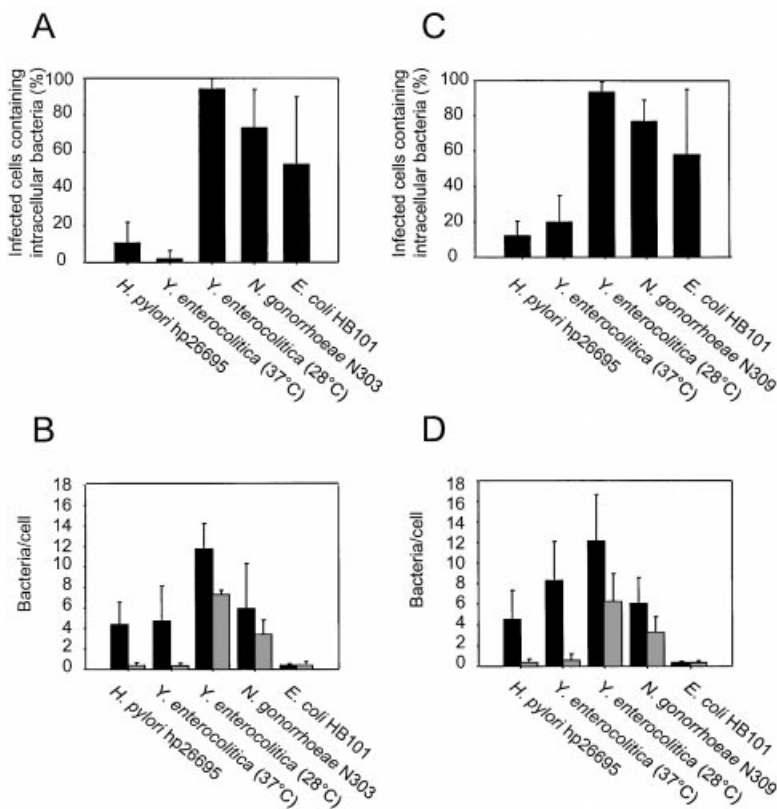 A
Infected cells containing
intracellular bacteria (%)
100
80
60
40
20
0
H. pylori hp26695
Y. enterocolitica (37°C)
Y. enterocolitica (28°C)
N. gonorrhoeae N303
E. coli HB101
C
Infected cells containing
intracellular bacteria (%)
100
80
60
40
20
0
H. pylori hp26695
Y. enterocolitica (37°C)
Y. enterocolitica (28°C)
N. gonorrhoeae N309
E. coli HB101
B
Bacteria/cell
18
16
14
12
10
8
6
4
2
0
H. pylori hp26695
Y. enterocolitica (37°C)
Y. enterocolitica (28°C)
N. gonorrhoeae N303
E. coli HB101
D
Bacteria/cell
18
16
14
12
10
8
6
4
2
0
H. pylori hp26695
Y. enterocolitica (37°C)
Y. enterocolitica (28°C)
N. gonorrhoeae N309
E. coli HB101